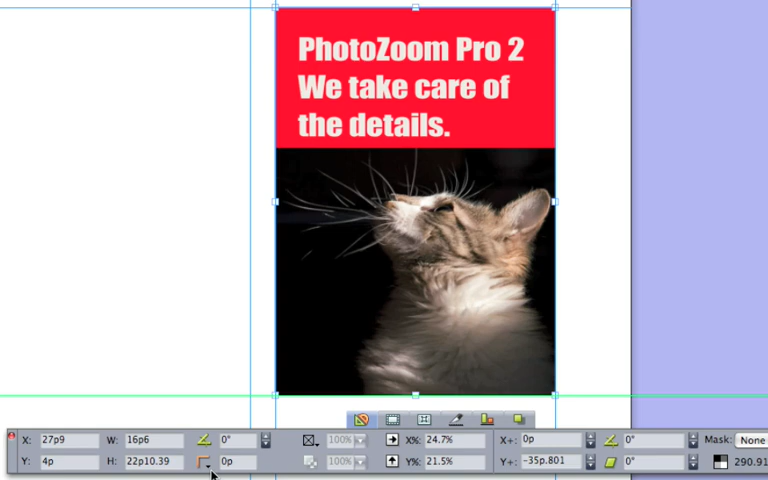 PhotoZoom Pro 2
We take care of
the details.
X: 27p9 W: 16p6 0° 100% X%: 24.7% X+: 0p 0° Mask: None
Y: 4p H: 22p10.39 0p 100% Y%: 21.5% Y+: -35p.801 0° 290.91